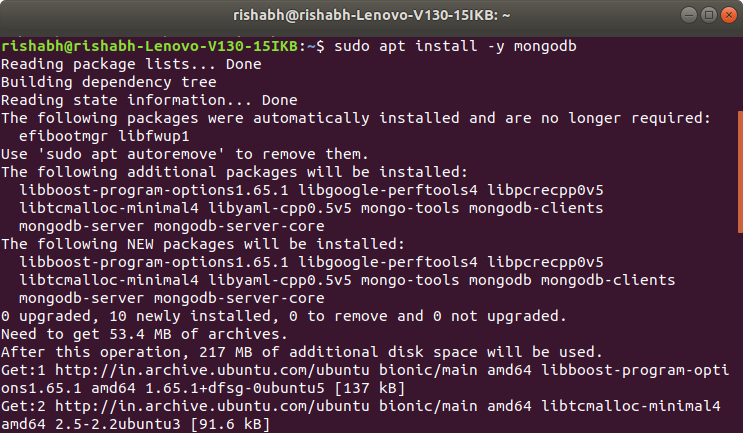 rishabh@rishabh-Lenovo-V130-15IKB: ~
rishabh@rishabh-Lenovo-V130-15IKB:~$ sudo apt install -y mongodb
Reading package lists... Done
Building dependency tree
Reading state information... Done
The following packages were automatically installed and are no longer required:
  efibootmgr libfwup1
Use 'sudo apt autoremove' to remove them.
The following additional packages will be installed:
  libboost-program-options1.65.1 libgoogle-perftools4 libpcrecpp0v5
  libtcmalloc-minimal4 libyaml-cpp0.5v5 mongo-tools mongodb-clients
  mongodb-server mongodb-server-core
The following NEW packages will be installed:
  libboost-program-options1.65.1 libgoogle-perftools4 libpcrecpp0v5
  libtcmalloc-minimal4 libyaml-cpp0.5v5 mongo-tools mongodb mongodb-clients
  mongodb-server mongodb-server-core
0 upgraded, 10 newly installed, 0 to remove and 0 not upgraded.
Need to get 53.4 MB of archives.
After this operation, 217 MB of additional disk space will be used.
Get:1 http://in.archive.ubuntu.com/ubuntu bionic/main amd64 libboost-program-opti
ons1.65.1 amd64 1.65.1+dfsg-0ubuntu5 [137 kB]
Get:2 http://in.archive.ubuntu.com/ubuntu bionic/main amd64 libtcmalloc-minimal4
amd64 2.5-2.2ubuntu3 [91.6 kB]